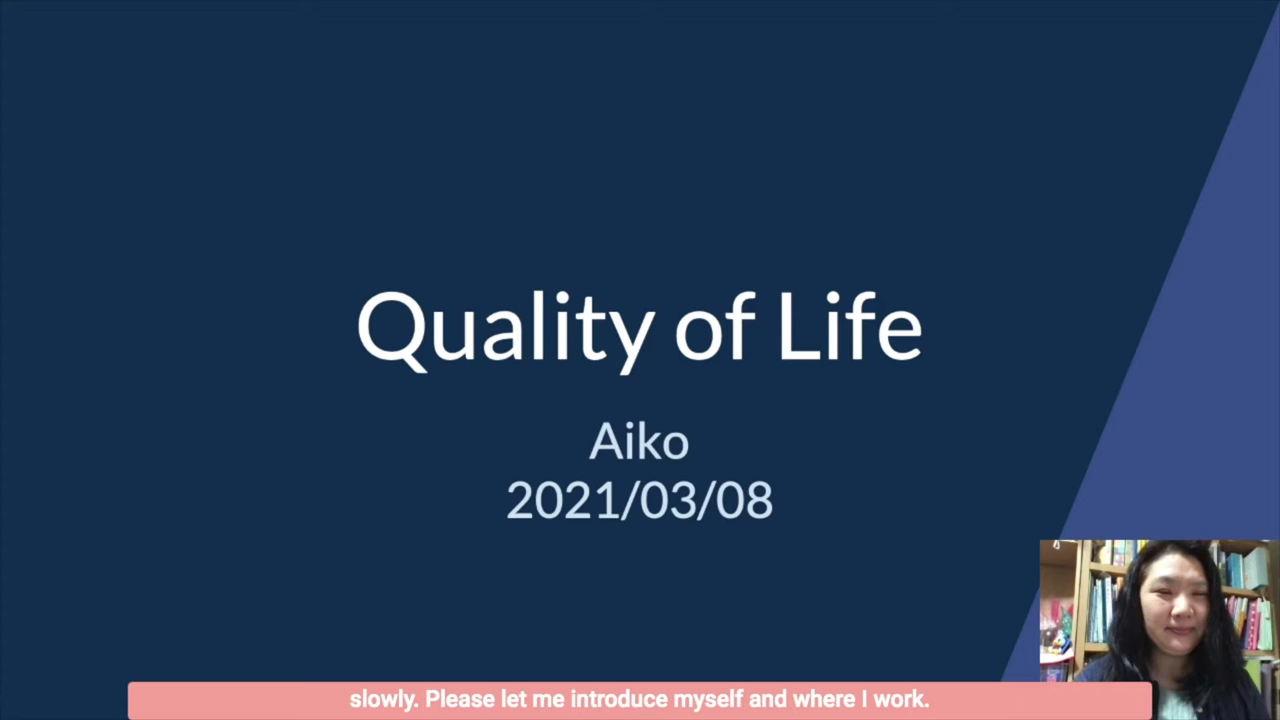 Quality of Life
Aiko
2021/03/08
slowly. Please let me introduce myself and where I work.